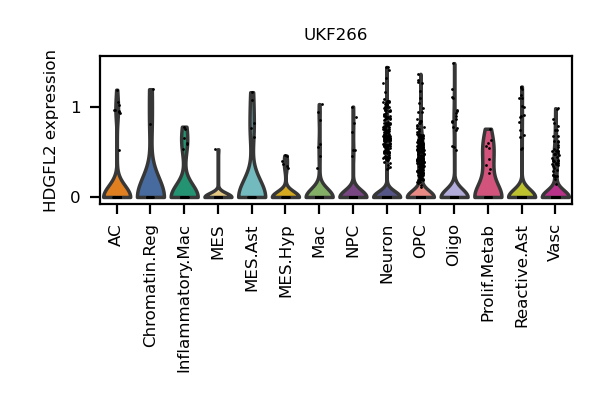 UKF266
HDGFL2 expression
1
0
AC
Chromatin.Reg
Inflammatory.Mac
MES
MES.Ast
MES.Hyp
Mac
NPC
Neuron
OPC
Oligo
Prolif.Metab
Reactive.Ast
Vasc